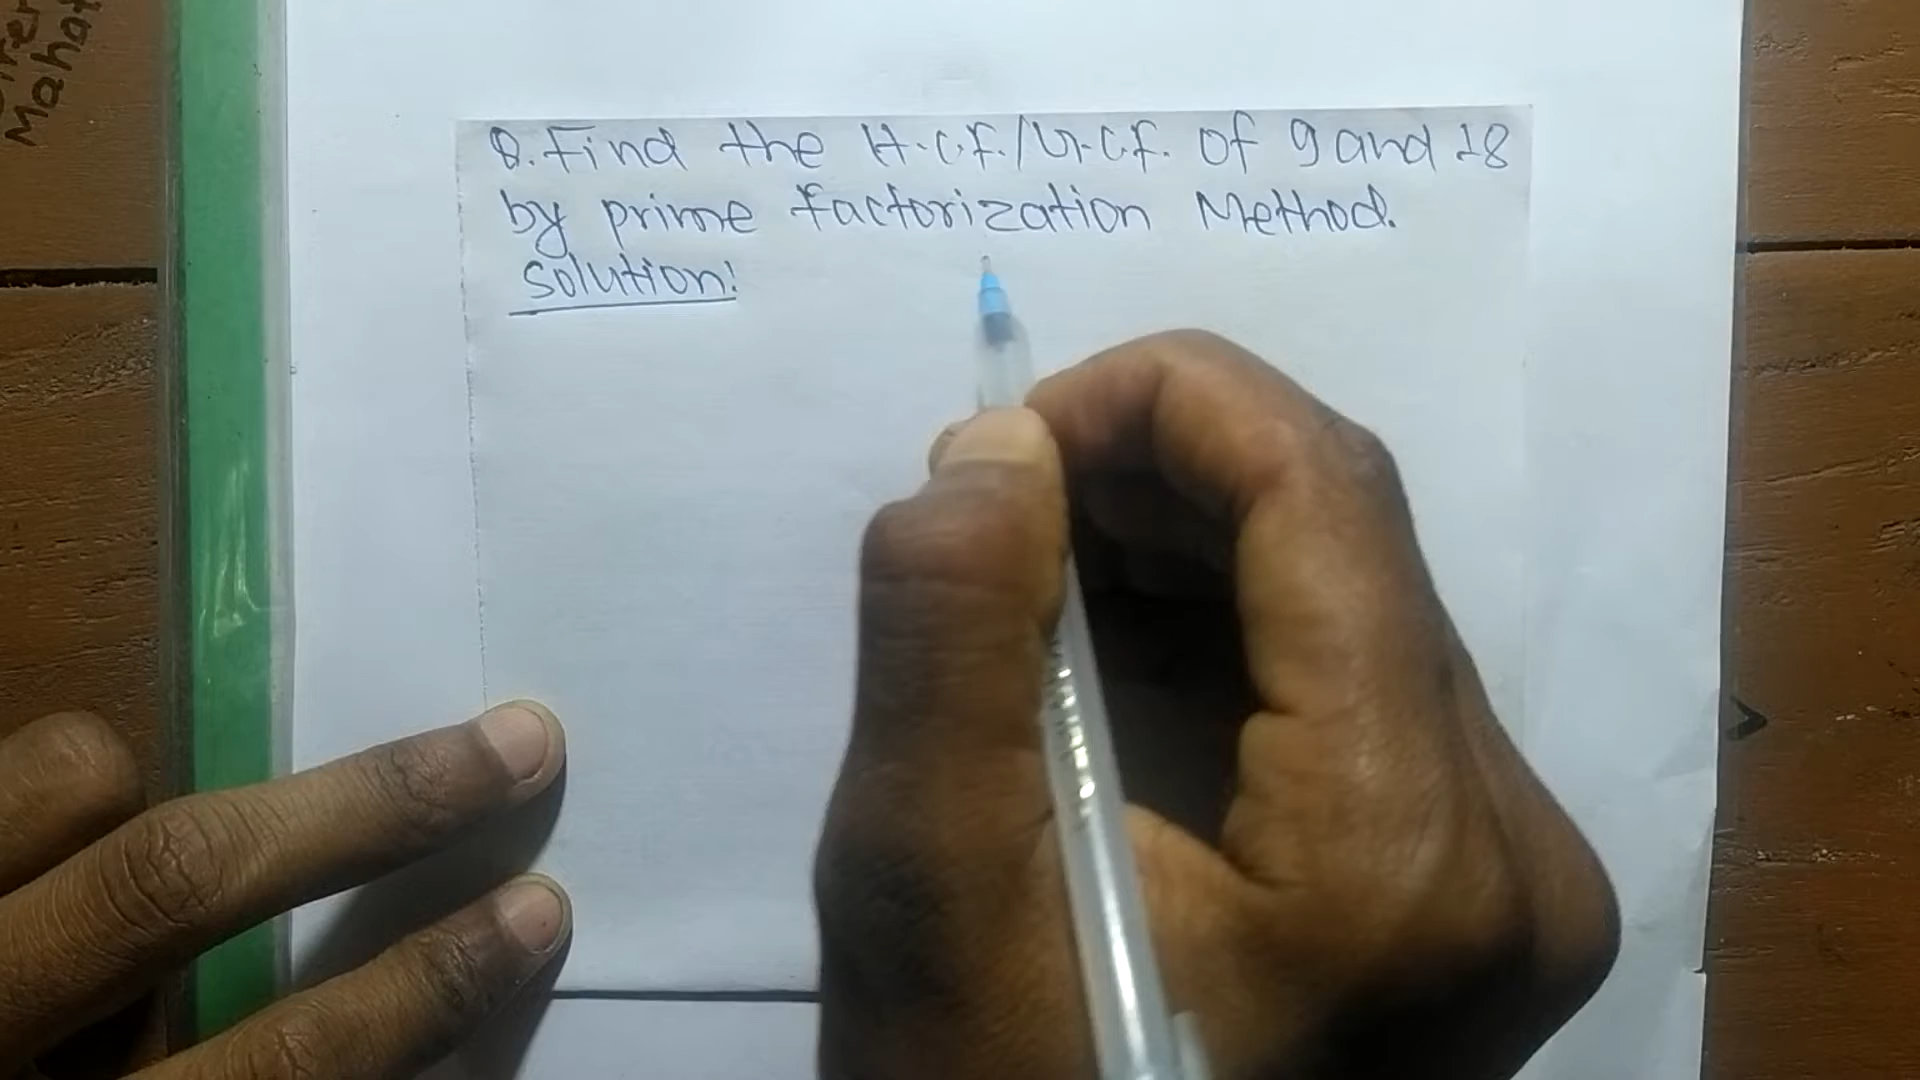 Q. Find the H.C.F./G.C.F. of 9 and 18
by prime factorization Method.
Solution: